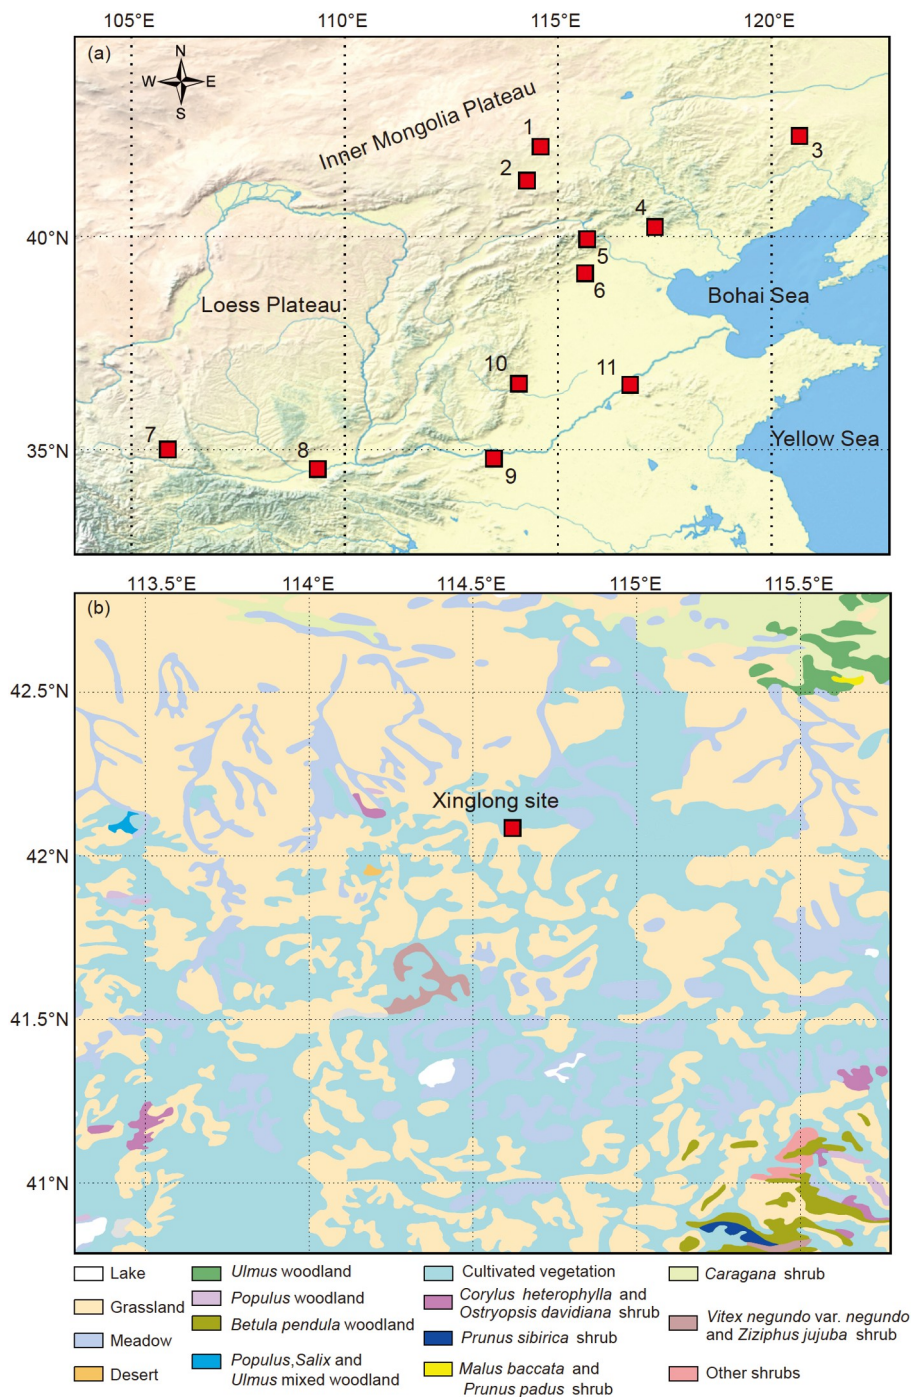 105°E 110°E 115°E 120°E
(a)
N
W E
S
Inner Mongolia Plateau
1
2
3
4
40°N
5
6
Bohai Sea
Loess Plateau
10
11
7
8
Yellow Sea
35°N
9
113.5°E 114°E 114.5°E 115°E 115.5°E
(b)
42.5°N
Xinglong site
42°N
41.5°N
41°N
Lake
Grassland
Meadow
Desert
Ulmus woodland
Populus woodland
Betula pendula woodland
Populus,Salix and
Ulmus mixed woodland
Cultivated vegetation
Corylus heterophylla and
Ostryopsis davidiana shrub
Prunus sibirica shrub
Malus baccata and
Prunus padus shrub
Caragana shrub
Vitex negundo var. negundo
and Ziziphus jujuba shrub
Other shrubs